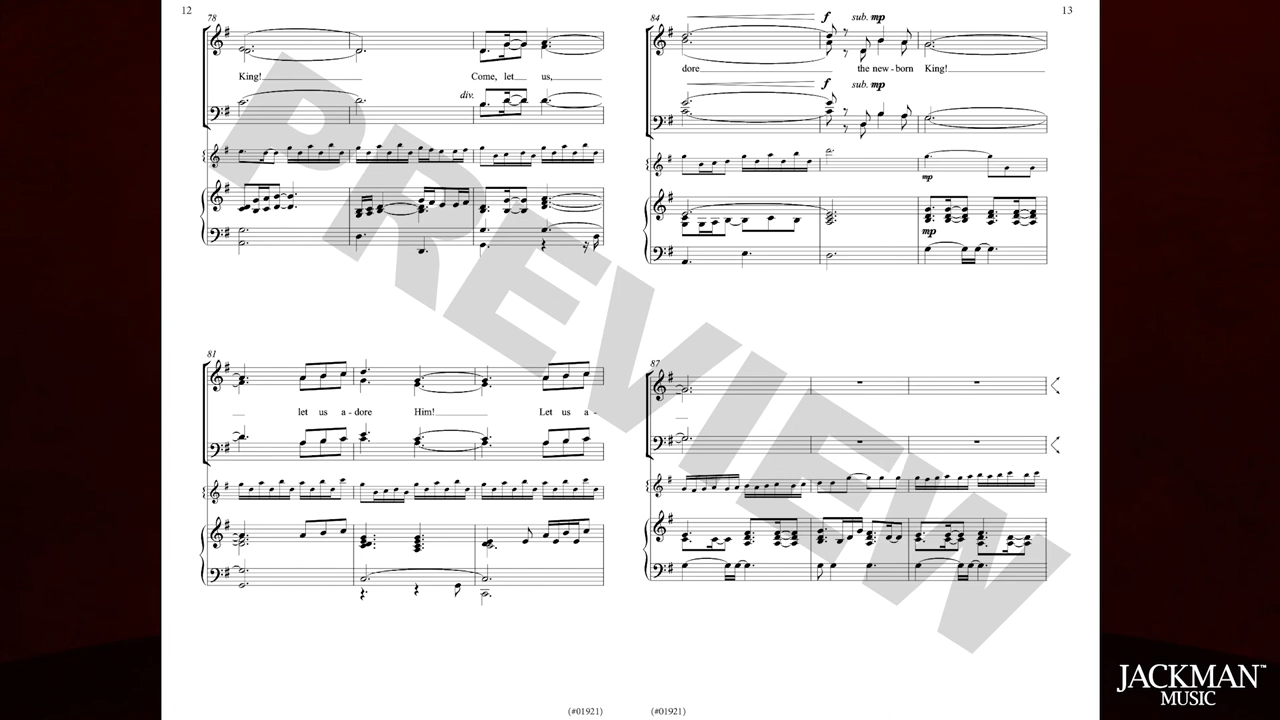 12
78
King!
Come, let us,
div.
81
let us a-dore Him! Let us a-
(#01921)
13
84
f sub. mp
dore the new-born King!
f sub. mp
mp
mp
87
(#01921)
PREVIEW
JACKMAN™
MUSIC